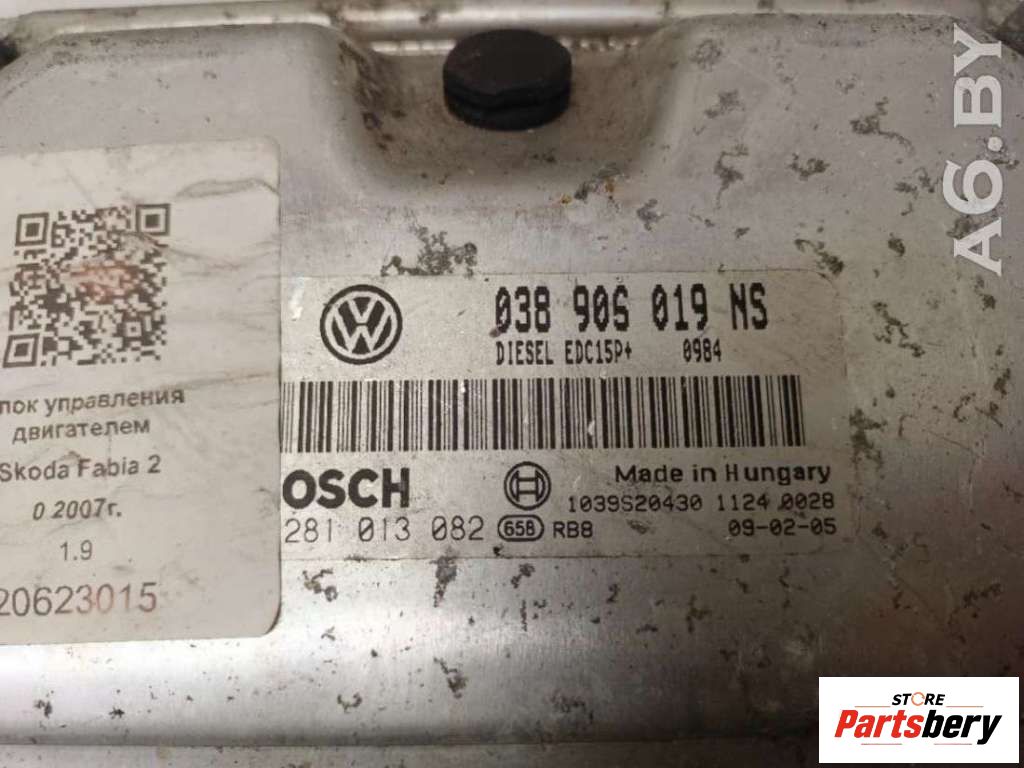 A6.BY
038 906 019 NS
DIESEL EDC15P+ 0984
OSCH
281 013 082 658 RB8
Made in Hungary
1039S20430 1124 0028
09-02-05
лок управления
двигателем
Skoda Fabia 2
0 2007г.
1.9
20623015
STORE
Partsbery